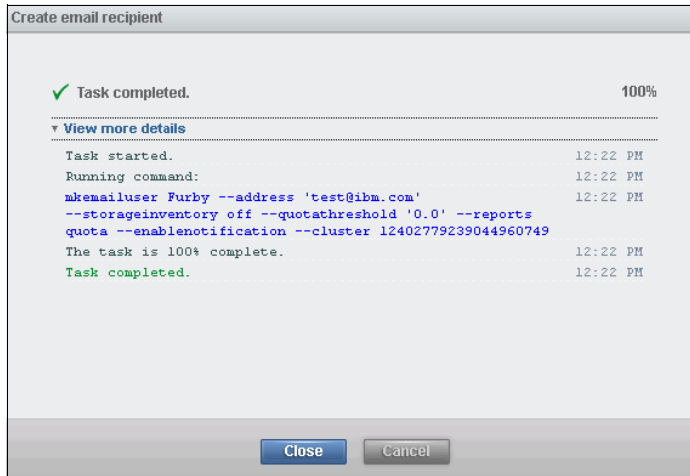 Create email recipient
✓ Task completed. 100%
▾ View more details
Task started. 12:22 PM
Running command: 12:22 PM
mkemailuser Furby --address 'test@ibm.com' 12:22 PM
--storageinventory off --quotathreshold '0.0' --reports
quota --enablenotification --cluster 12402779239044960749
The task is 100% complete. 12:22 PM
Task completed. 12:22 PM
Close Cancel